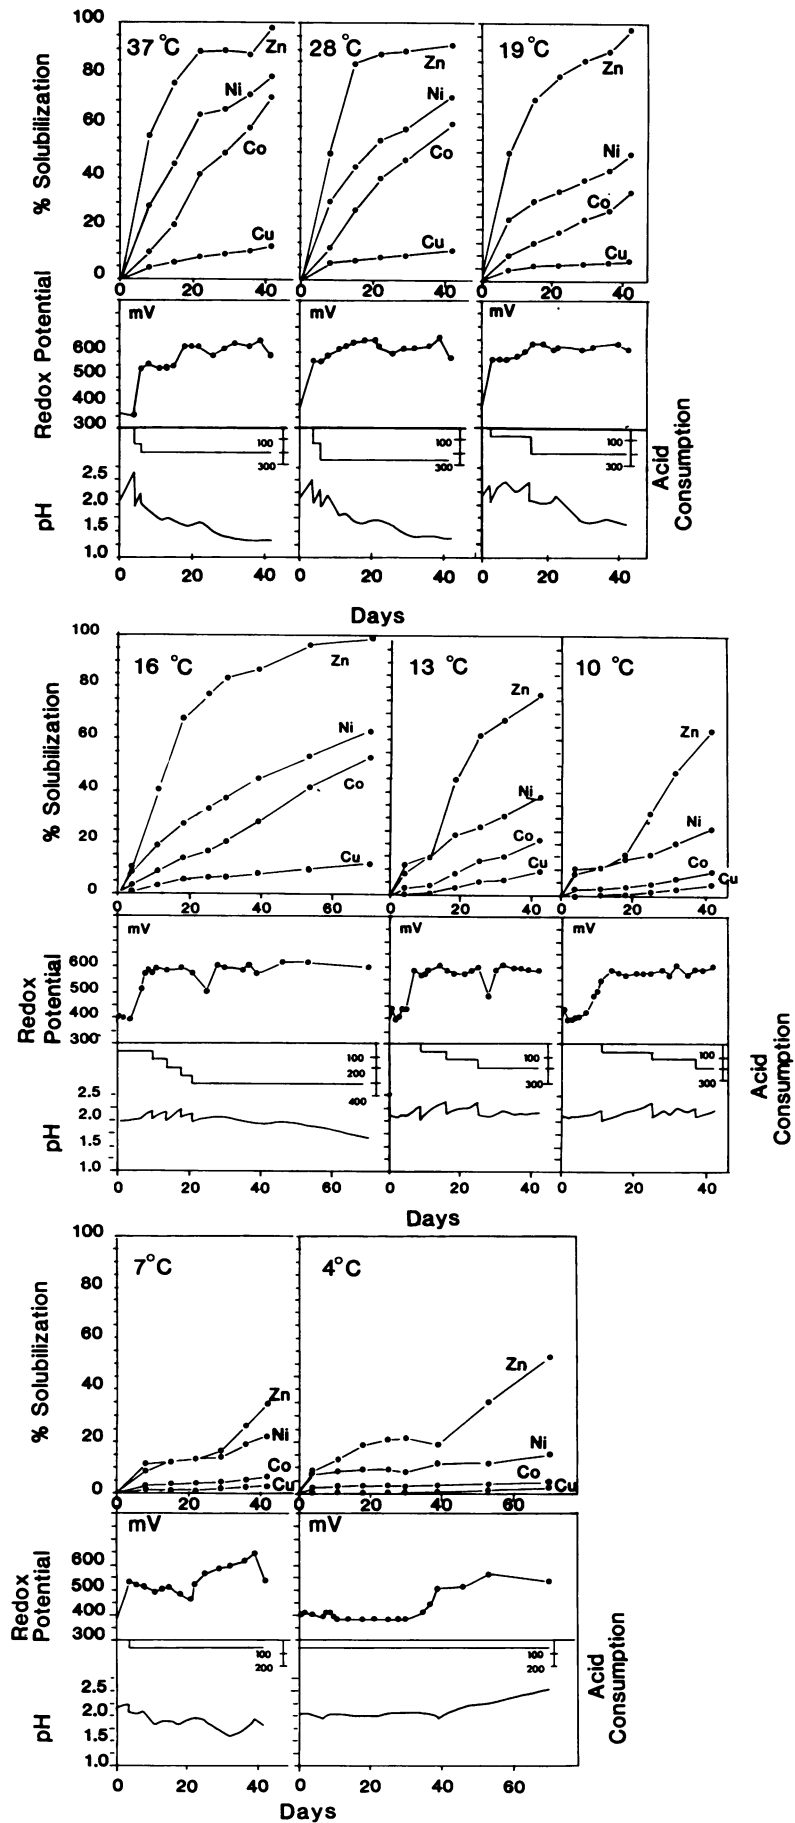 37 °C
28 °C
19 °C
% Solubilization
100
80
60
40
20
0
Zn
Ni
Co
Cu
Zn
Ni
Co
Cu
Zn
Ni
Co
Cu
0 20 40
0 20 40
0 20 40
Redox Potential
mV
mV
mV
600
500
400
300
100
300
100
300
100
300
Acid
Consumption
pH
2.5
2.0
1.5
1.0
0 20 40
0 20 40
0 20 40
Days
16 °C
13 °C
10 °C
% Solubilization
100
80
60
40
20
0
Zn
Ni
Co
Cu
Zn
Ni
Co
Cu
Zn
Ni
Co
Cu
0 20 40 60
0 20 40
0 20 40
Redox
Potential
mV
mV
mV
600
500
400
300
100
200
400
100
300
100
300
Acid
Consumption
pH
2.5
2.0
1.5
1.0
0 20 40 60
0 20 40
0 20 40
Days
7°C
4°C
% Solubilization
100
80
60
40
20
0
Zn
Ni
Co
Cu
Zn
Ni
Co
Cu
0 20 40
0 20 40 60
Redox
Potential
mV
mV
600
500
400
300
100
200
100
200
Acid
Consumption
pH
2.5
2.0
1.5
1.0
0 20 40
0 20 40 60
Days